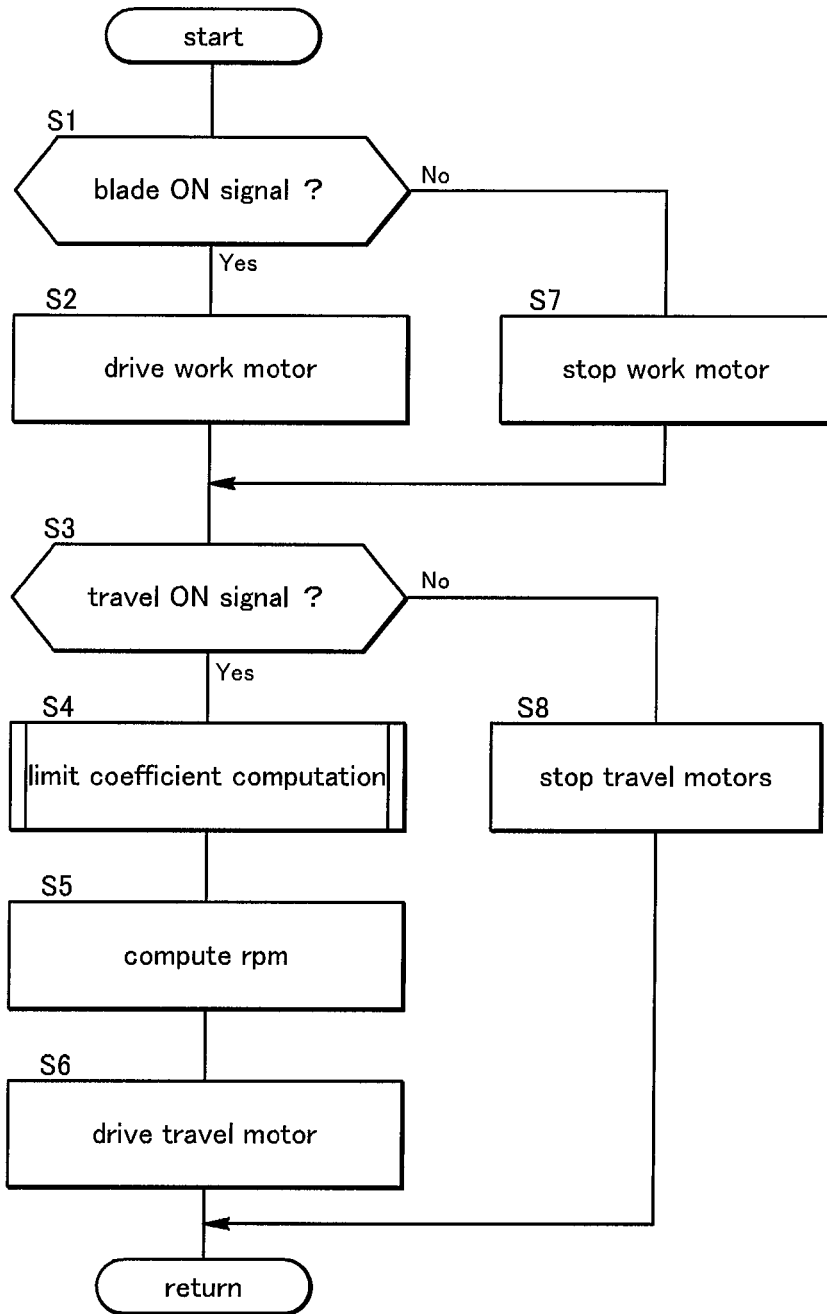 start
S1
blade ON signal ?
No
Yes
S2
S7
drive work motor
stop work motor
S3
travel ON signal ?
No
Yes
S4
S8
limit coefficient computation
stop travel motors
S5
compute rpm
S6
drive travel motor
return